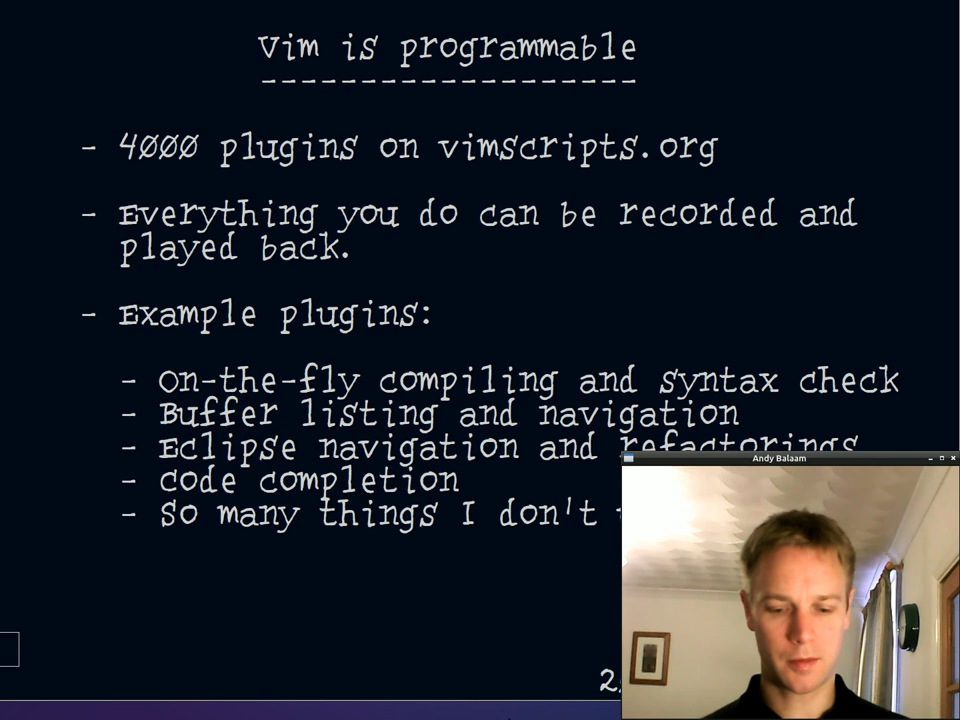 Vim is programmable
-------------------
- 4000 plugins on vimscripts.org
- Everything you do can be recorded and
played back.
- Example plugins:
- On-the-fly compiling and syntax check
- Buffer listing and navigation
- Eclipse navigation and refactorings
- Code completion
- So many things I don't
Andy Balaam